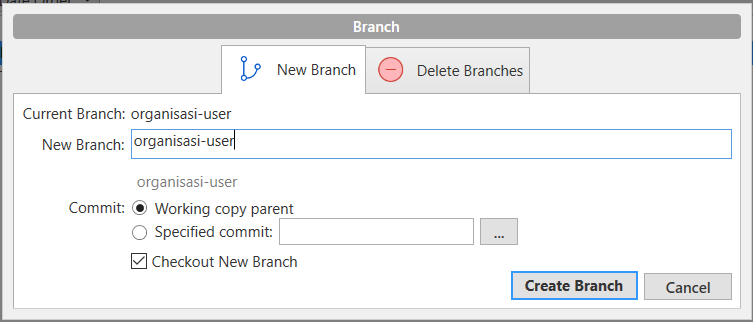 Branch
New Branch
Delete Branches
Current Branch: organisasi-user
New Branch: organisasi-user
organisasi-user
Commit: Working copy parent
Specified commit: ...
Checkout New Branch
Create Branch Cancel